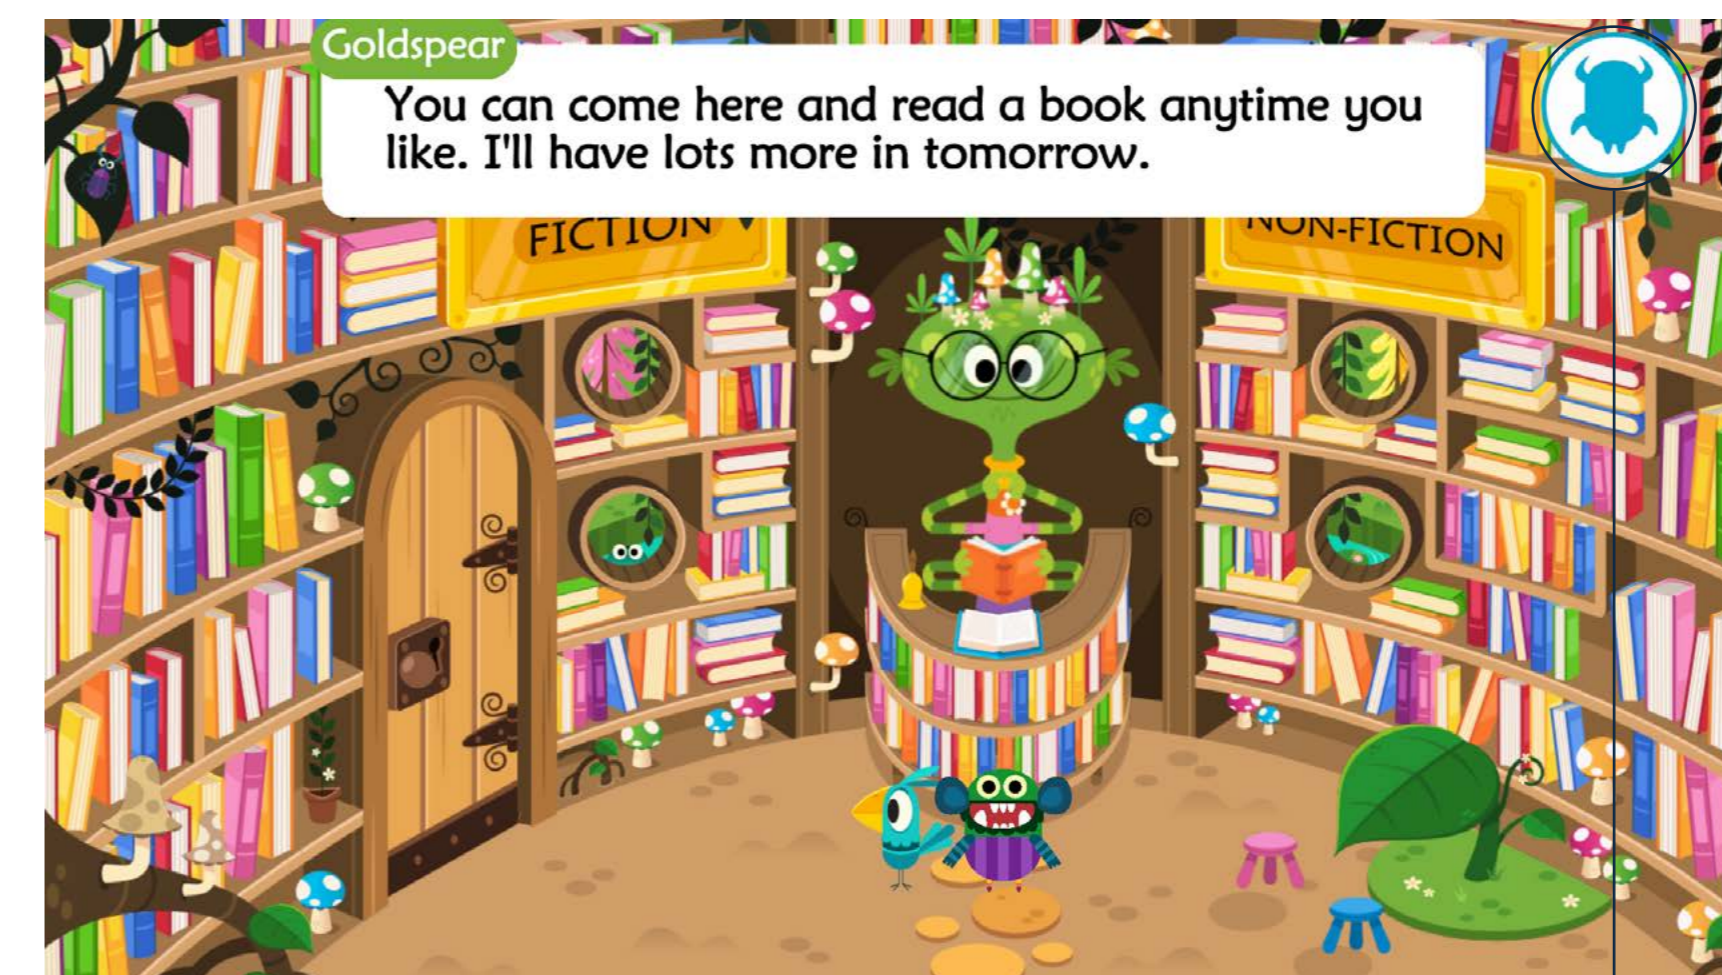 Goldspear
You can come here and read a book anytime you
like. I'll have lots more in tomorrow.
FICTION
NON-FICTION